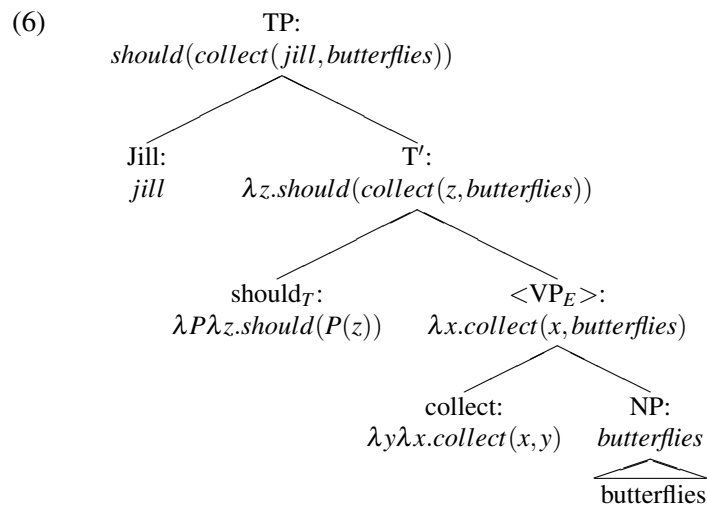 (6)
TP:
should(collect(jill,butterflies))
Jill:
jill
T′:
λz.should(collect(z,butterflies))
should_T:
λPλz.should(P(z))
<VP_E>:
λx.collect(x,butterflies)
collect:
λyλx.collect(x,y)
NP:
butterflies
butterflies